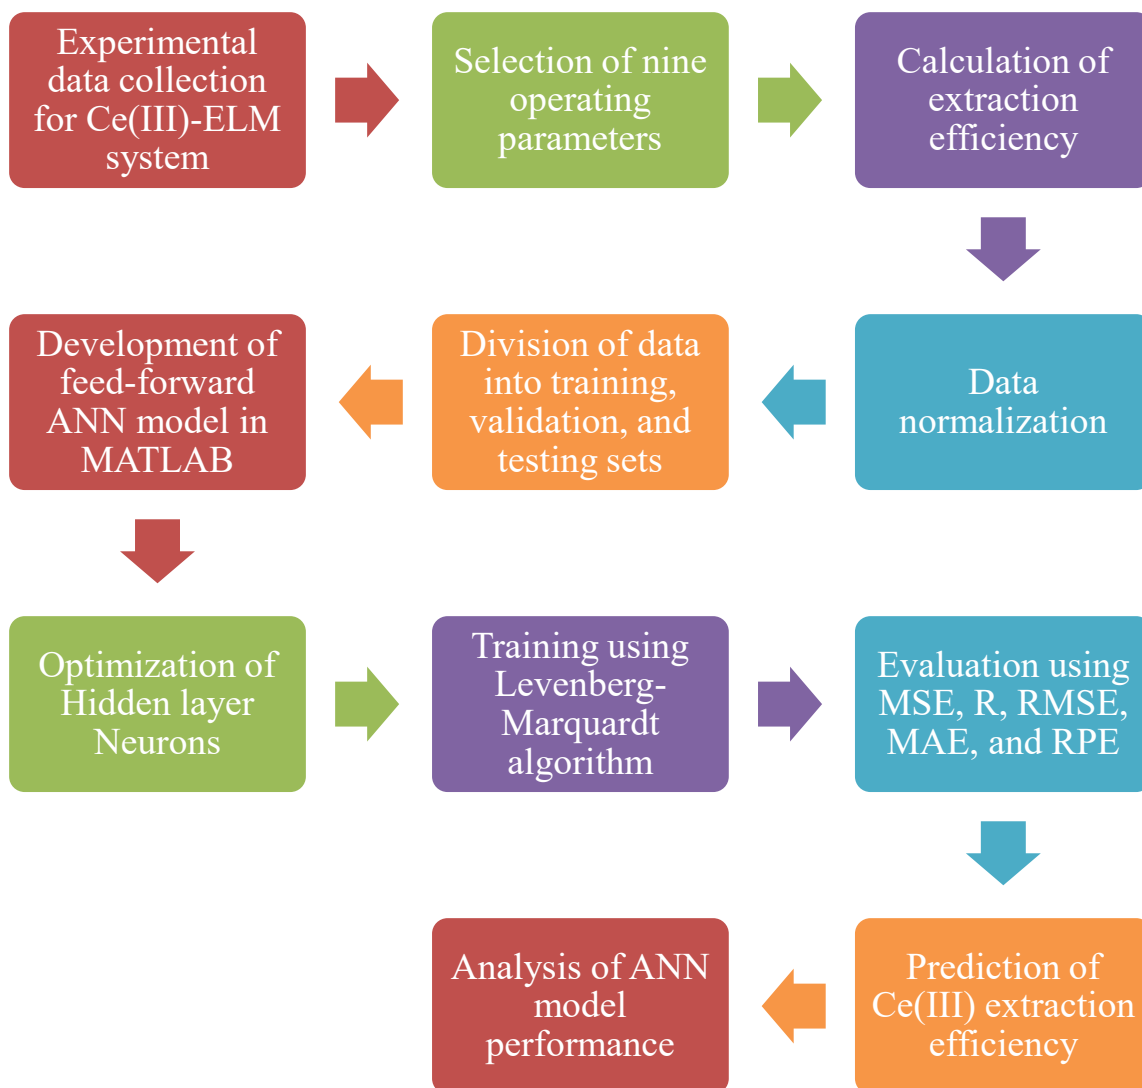 Experimental
data collection
for Ce(III)-ELM
system
Selection of nine
operating
parameters
Calculation of
extraction
efficiency
Data
normalization
Division of data
into training,
validation, and
testing sets
Development of
feed-forward
ANN model in
MATLAB
Optimization of
Hidden layer
Neurons
Training using
Levenberg-
Marquardt
algorithm
Evaluation using
MSE, R, RMSE,
MAE, and RPE
Prediction of
Ce(III) extraction
efficiency
Analysis of ANN
model
performance